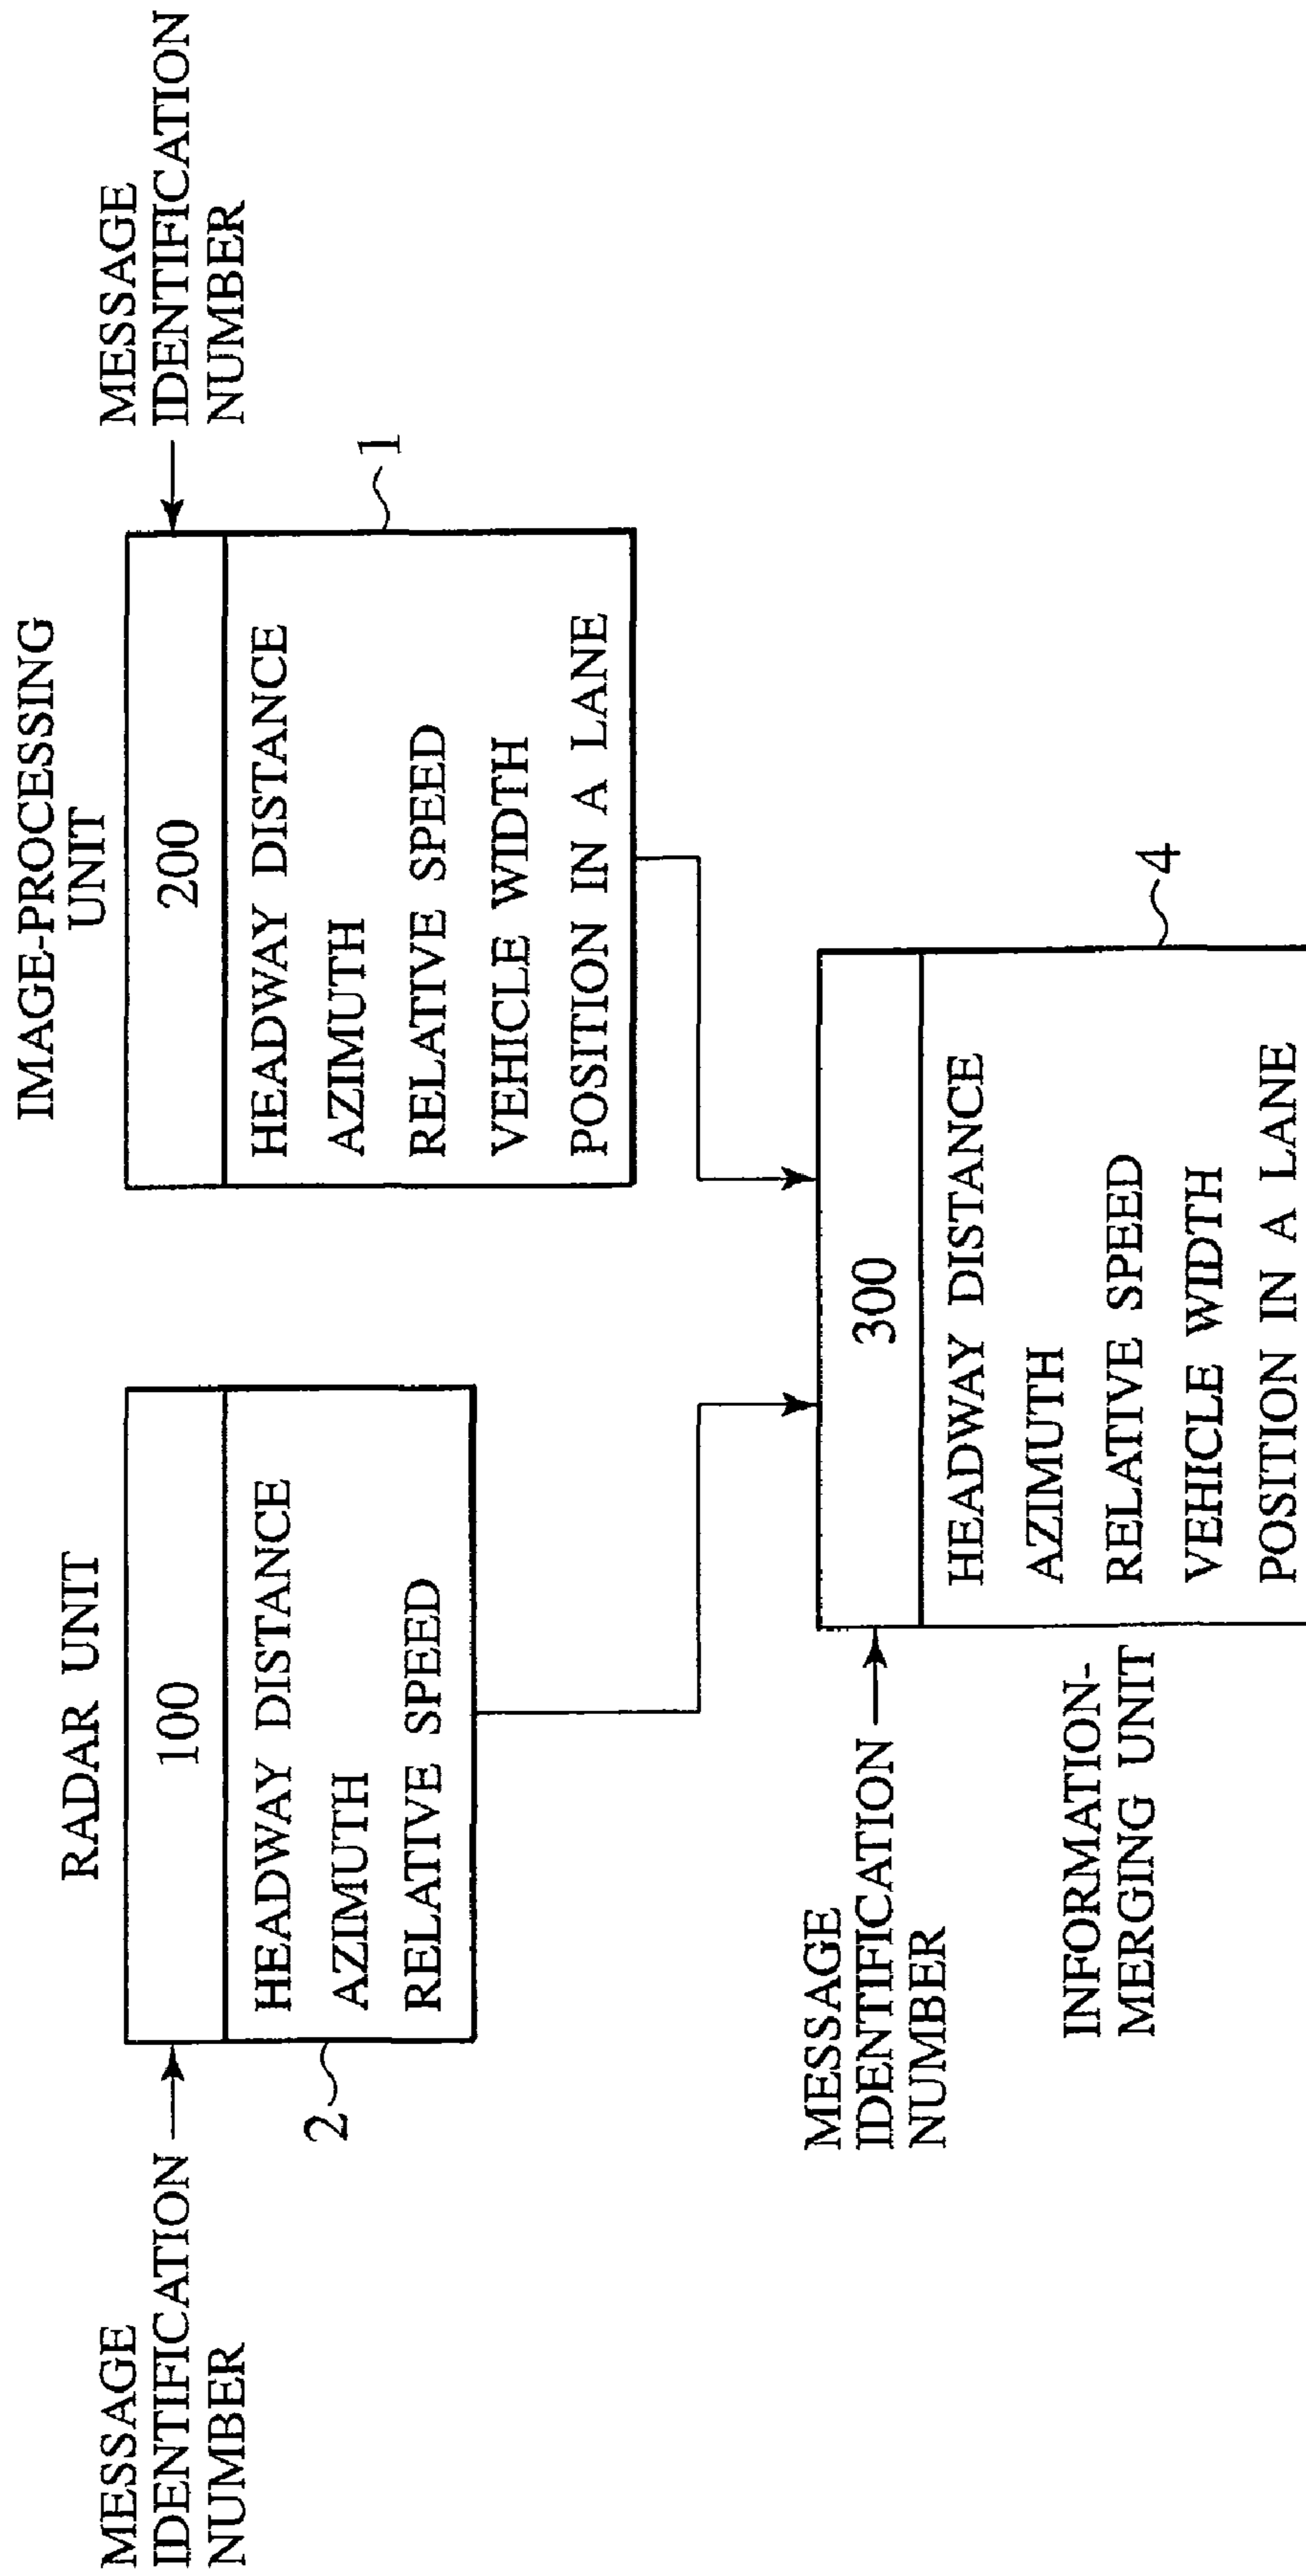 MESSAGE
IDENTIFICATION
NUMBER
RADAR UNIT
100
HEADWAY DISTANCE
AZIMUTH
RELATIVE SPEED
2
IMAGE-PROCESSING
UNIT
200
HEADWAY DISTANCE
AZIMUTH
RELATIVE SPEED
VEHICLE WIDTH
POSITION IN A LANE
1
MESSAGE
IDENTIFICATION
NUMBER
MESSAGE
IDENTIFICATION
NUMBER
INFORMATION-
MERGING UNIT
300
HEADWAY DISTANCE
AZIMUTH
RELATIVE SPEED
VEHICLE WIDTH
POSITION IN A LANE
4